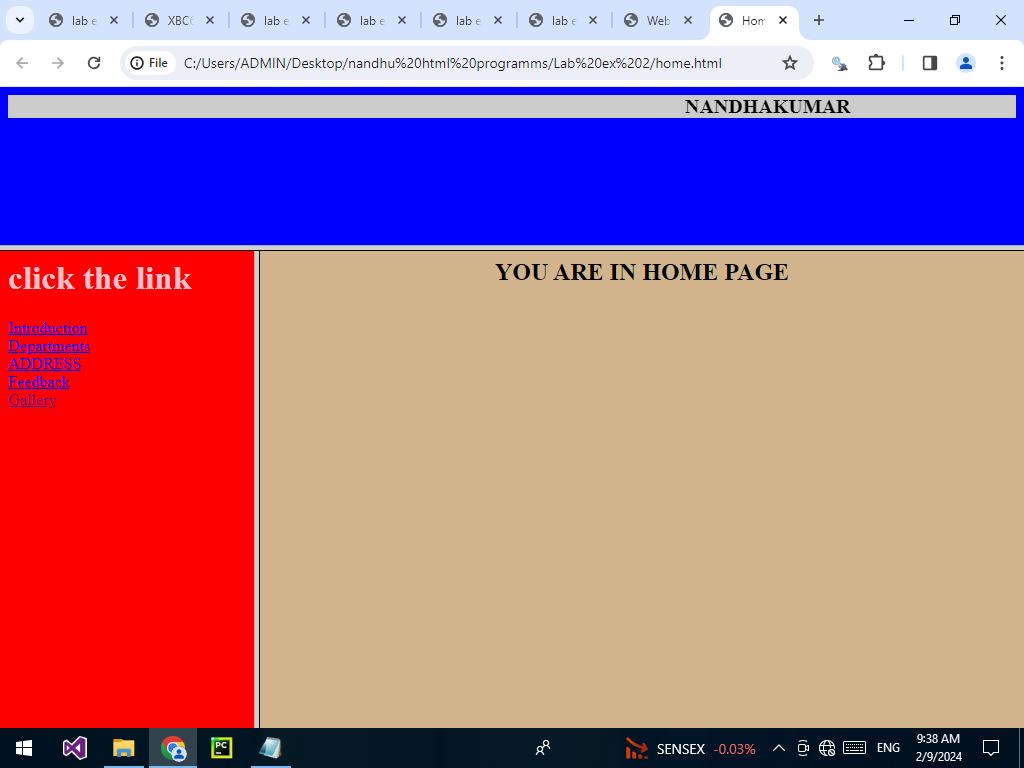 lab e
XBC
lab e
lab e
lab e
lab e
Web
Hom
File C:/Users/ADMIN/Desktop/nandhu%20html%20programms/Lab%20ex%202/home.html
NANDHAKUMAR
click the link
YOU ARE IN HOME PAGE
Introduction
Departments
ADDRESS
Feedback
Gallery
PC
SENSEX -0.03%
ENG
9:38 AM
2/9/2024